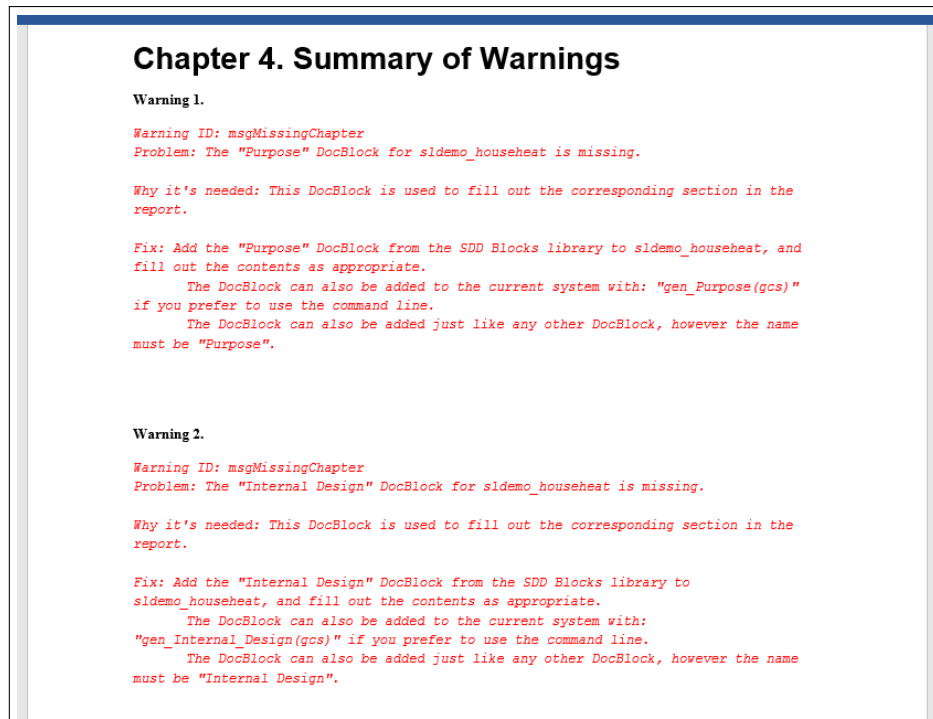 Chapter 4. Summary of Warnings
Warning 1.
Warning ID: msgMissingChapter
Problem: The "Purpose" DocBlock for sldemo_househeat is missing.
Why it's needed: This DocBlock is used to fill out the corresponding section in the
report.
Fix: Add the "Purpose" DocBlock from the SDD Blocks library to sldemo_househeat, and
fill out the contents as appropriate.
The DocBlock can also be added to the current system with: "gen_Purpose(gcs)"
if you prefer to use the command line.
The DocBlock can also be added just like any other DocBlock, however the name
must be "Purpose".
Warning 2.
Warning ID: msgMissingChapter
Problem: The "Internal Design" DocBlock for sldemo_househeat is missing.
Why it's needed: This DocBlock is used to fill out the corresponding section in the
report.
Fix: Add the "Internal Design" DocBlock from the SDD Blocks library to
sldemo_househeat, and fill out the contents as appropriate.
The DocBlock can also be added to the current system with:
"gen_Internal_Design(gcs)" if you prefer to use the command line.
The DocBlock can also be added just like any other DocBlock, however the name
must be "Internal Design".